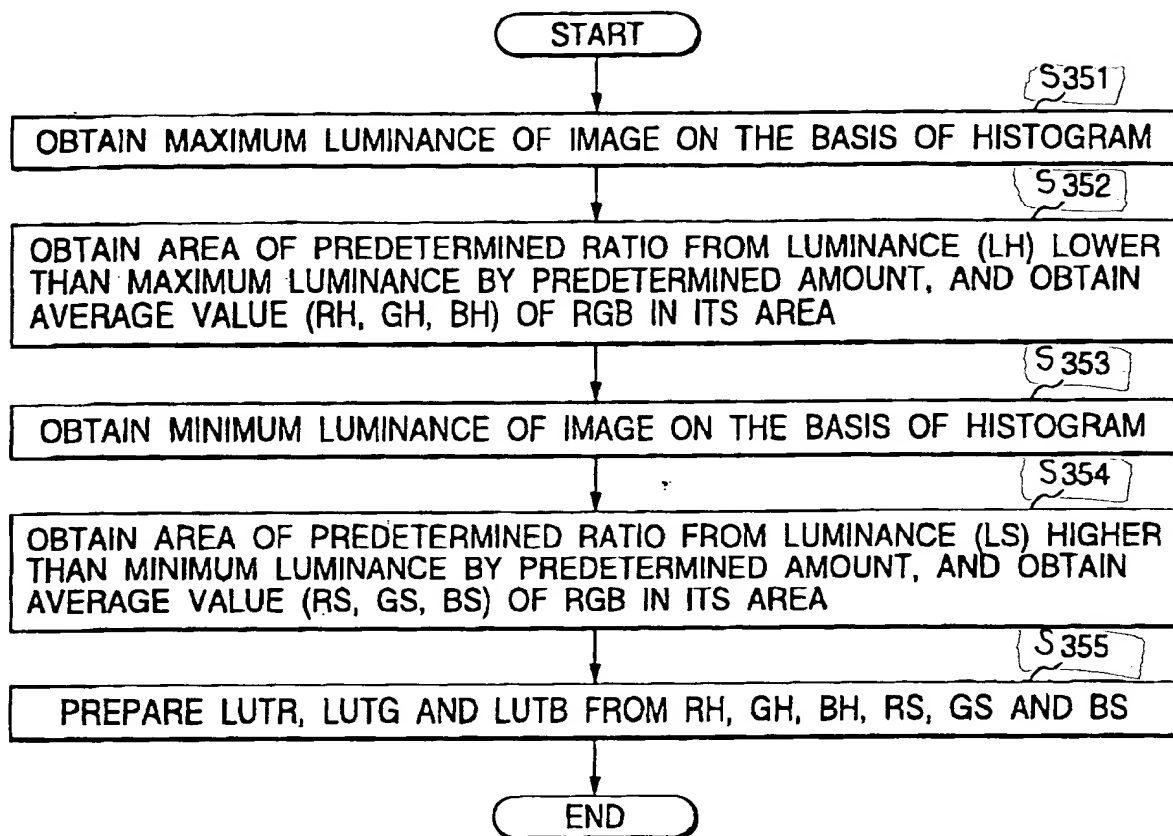 START
S351
OBTAIN MAXIMUM LUMINANCE OF IMAGE ON THE BASIS OF HISTOGRAM
S352
OBTAIN AREA OF PREDETERMINED RATIO FROM LUMINANCE (LH) LOWER
THAN MAXIMUM LUMINANCE BY PREDETERMINED AMOUNT, AND OBTAIN
AVERAGE VALUE (RH, GH, BH) OF RGB IN ITS AREA
S353
OBTAIN MINIMUM LUMINANCE OF IMAGE ON THE BASIS OF HISTOGRAM
S354
OBTAIN AREA OF PREDETERMINED RATIO FROM LUMINANCE (LS) HIGHER
THAN MINIMUM LUMINANCE BY PREDETERMINED AMOUNT, AND OBTAIN
AVERAGE VALUE (RS, GS, BS) OF RGB IN ITS AREA
S355
PREPARE LUTR, LUTG AND LUTB FROM RH, GH, BH, RS, GS AND BS
END